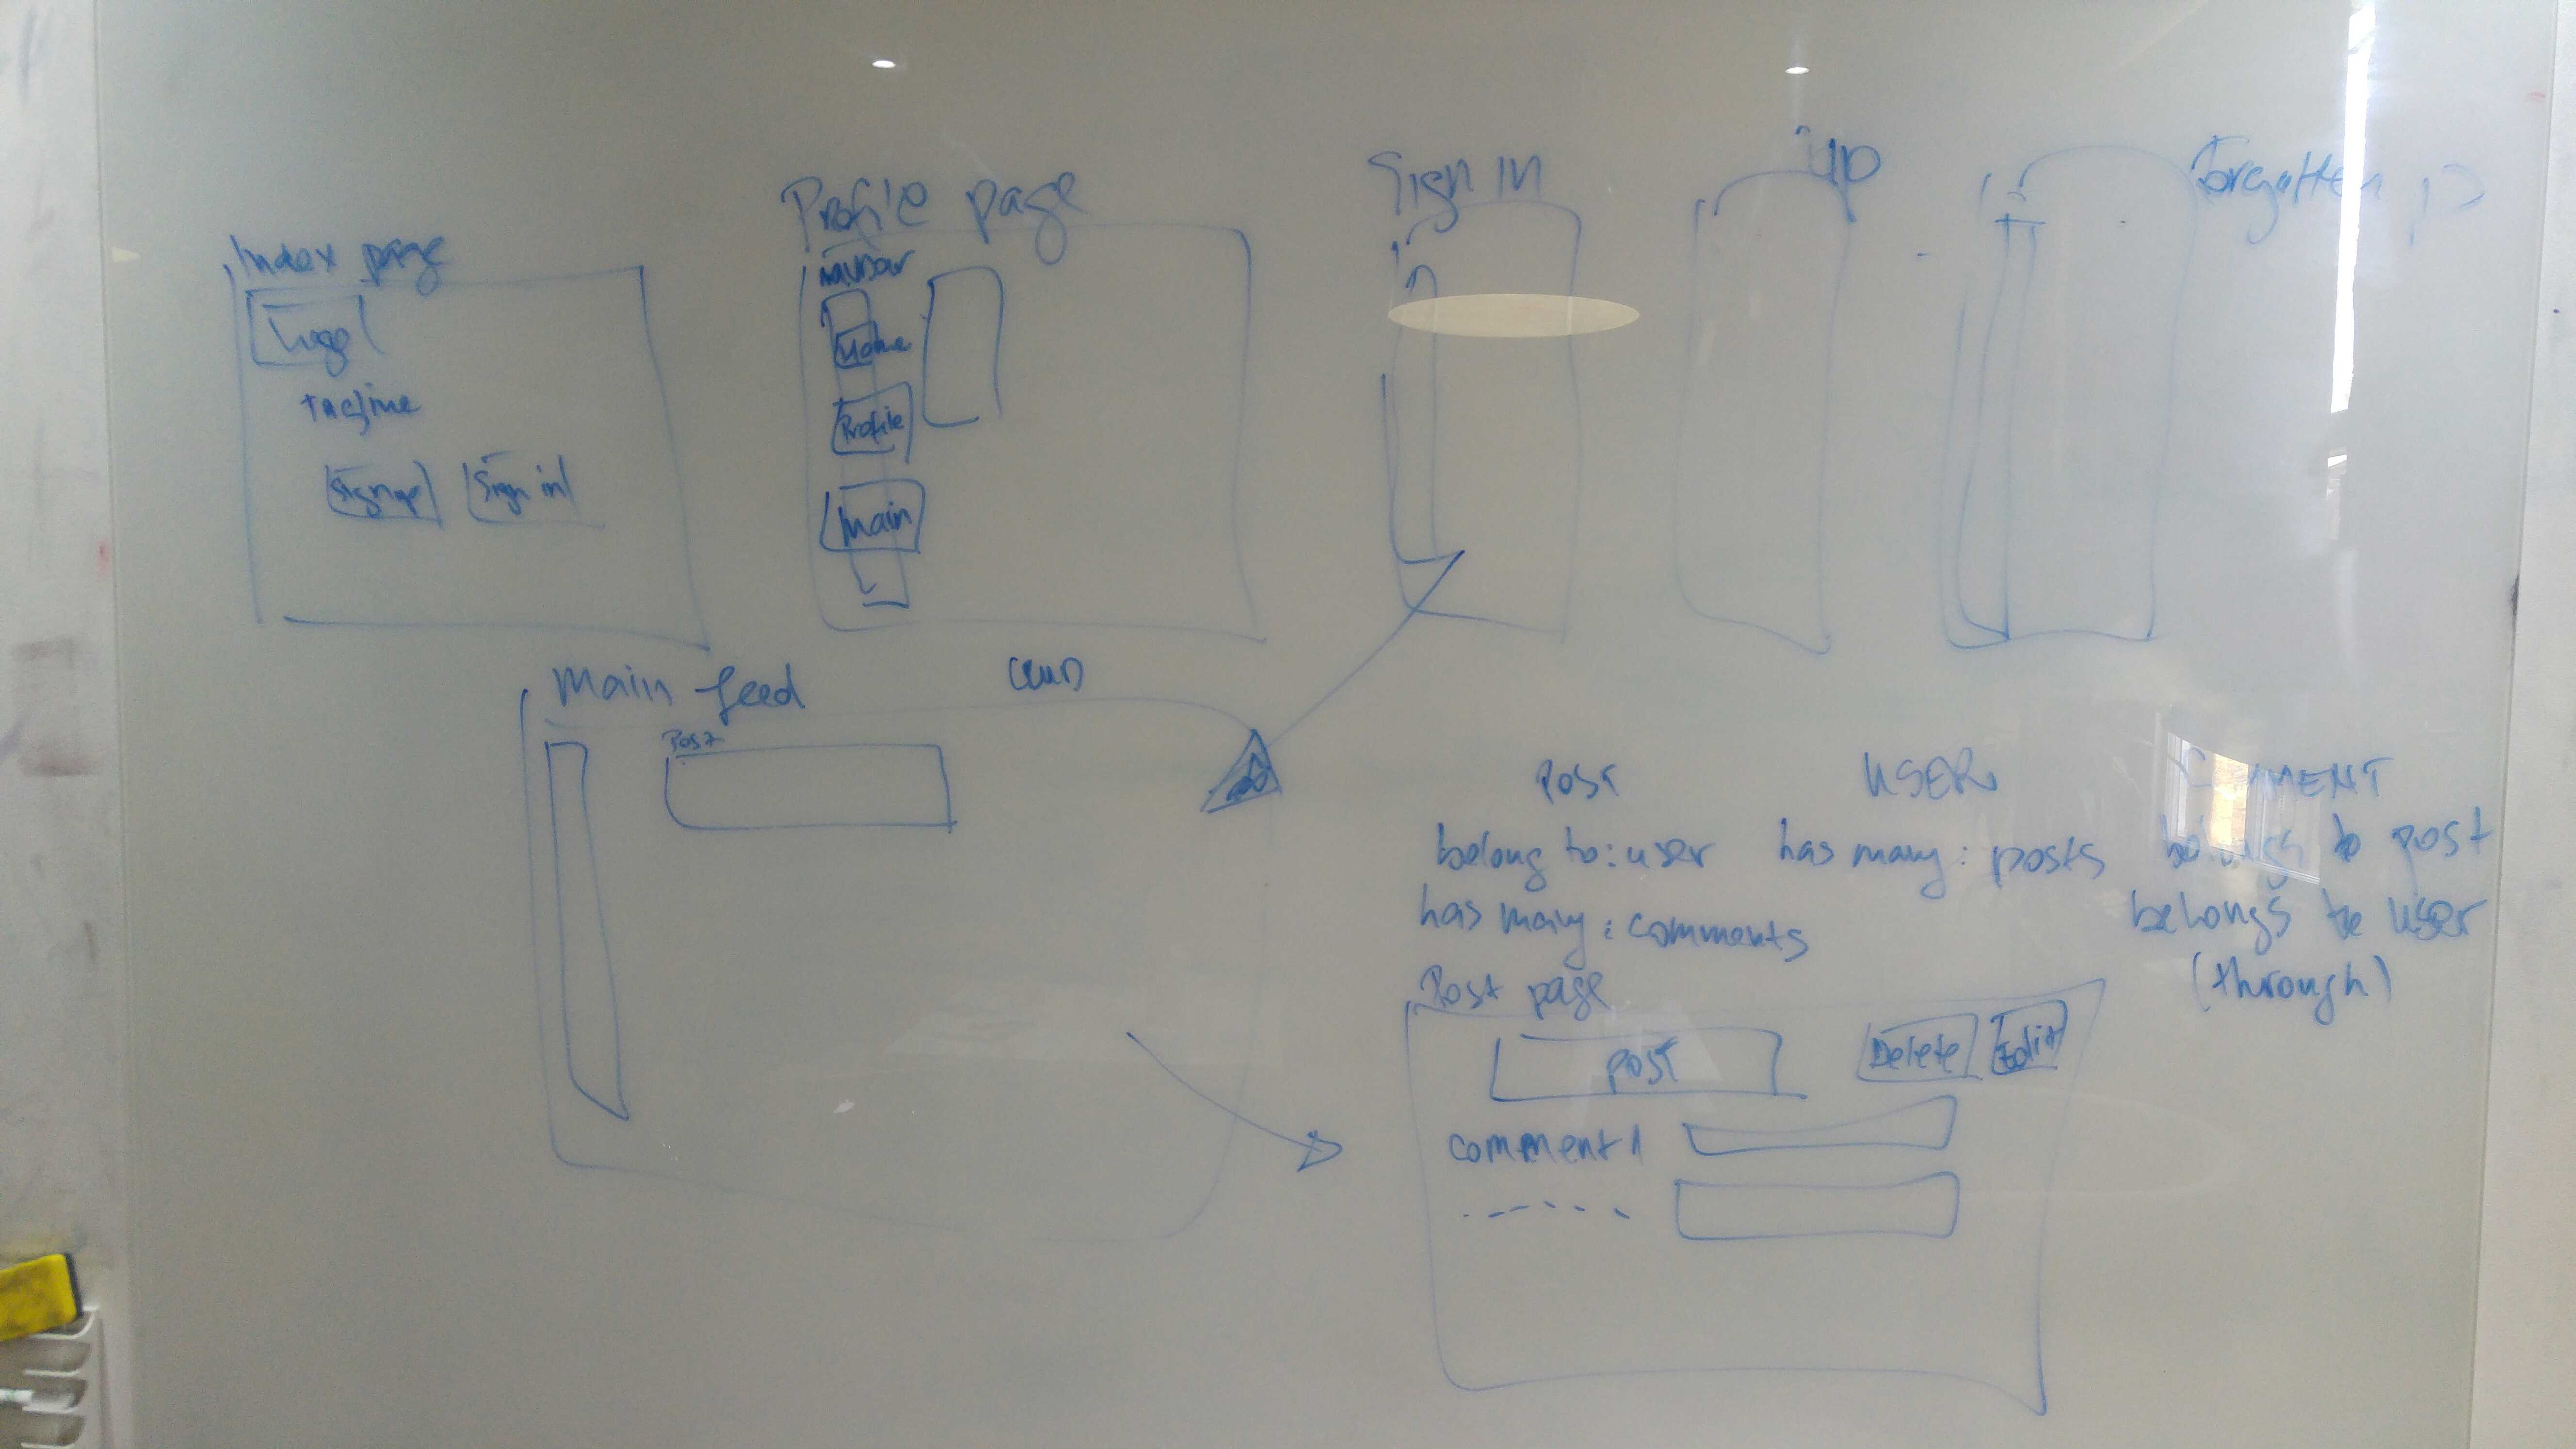 Index page
Logo
tagline
Signup
Sign in
Profile page
navbar
Home
Profile
Main
Sign in
up
Forgotten
Main feed
Post
POST
belong to: user
has many: comments
USER
has many: posts
COMMENT
belongs to post
belongs to user
(through)
Post page
POST
Delete
Edit
comment 1